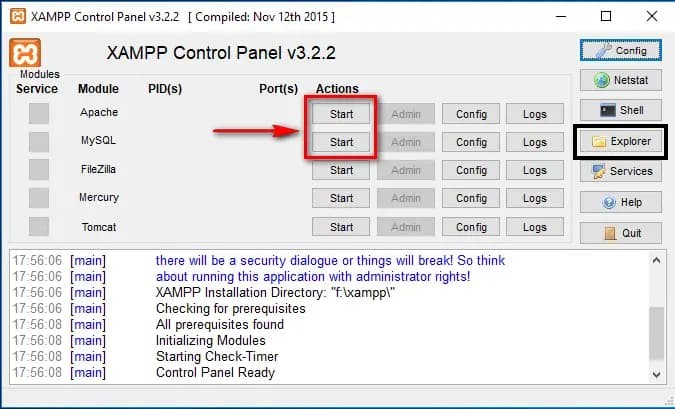 XAMPP Control Panel v3.2.2 [ Compiled: Nov 12th 2015 ]
XAMPP Control Panel v3.2.2
Config
Modules
Service Module PID(s) Port(s) Actions
Netstat
Apache Start Admin Config Logs
Shell
MySQL Start Admin Config Logs
Explorer
FileZilla Start Admin Config Logs
Services
Mercury Start Admin Config Logs
Help
Tomcat Start Admin Config Logs
Quit
17:56:06 [main] there will be a security dialogue or things will break! So think
17:56:06 [main] about running this application with administrator rights!
17:56:06 [main] XAMPP Installation Directory: "f:\xampp\"
17:56:06 [main] Checking for prerequisites
17:56:08 [main] All prerequisites found
17:56:08 [main] Initializing Modules
17:56:08 [main] Starting Check-Timer
17:56:08 [main] Control Panel Ready